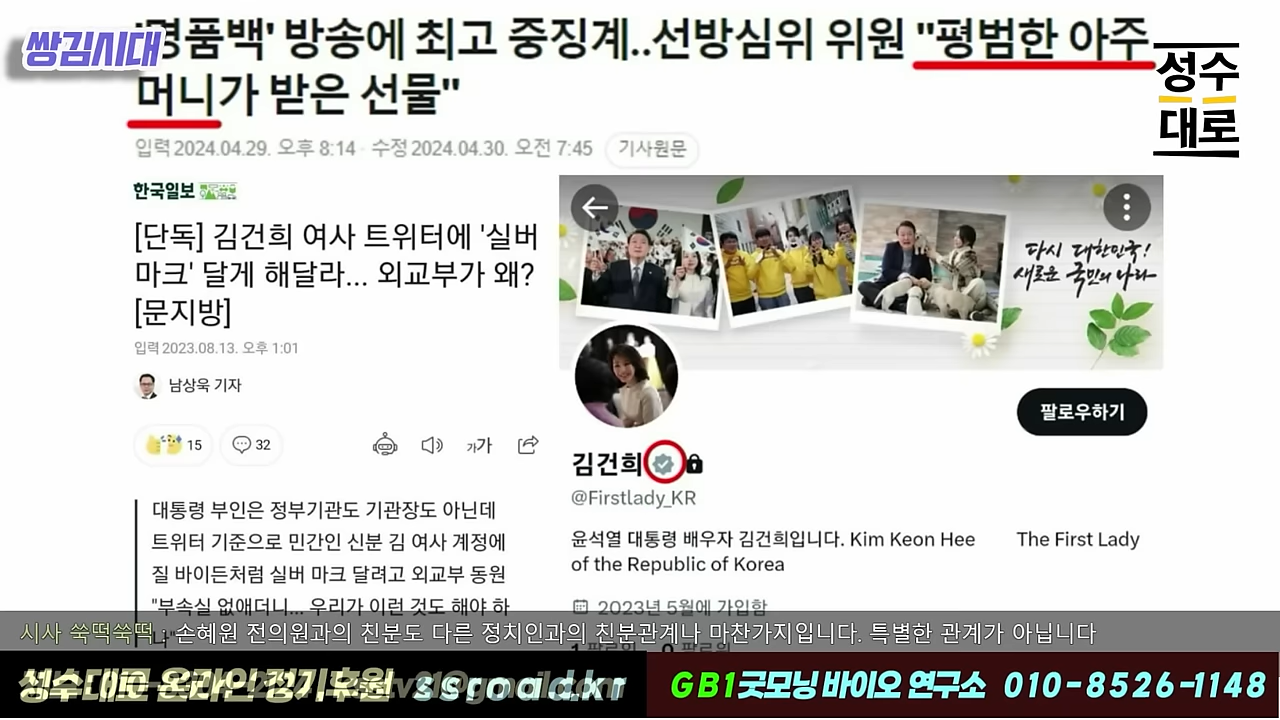 쌍김시대
'명품백' 방송에 최고 중징계..선방심위 위원 "평범한 아주
머니가 받은 선물"
성수
대로
입력 2024.04.29. 오후 8:14 · 수정 2024.04.30. 오전 7:45 기사원문
한국일보
[단독] 김건희 여사 트위터에 '실버
마크' 달게 해달라... 외교부가 왜?
[문지방]
입력 2023.08.13. 오후 1:01
남상욱 기자
15 32 가가
다시 대한민국!
새로운 국민의 나라
팔로우하기
김건희
@Firstlady_KR
윤석열 대통령 배우자 김건희입니다. Kim Keon Hee The First Lady
of the Republic of Korea
2023년 5월에 가입함
대통령 부인은 정부기관도 기관장도 아닌데
트위터 기준으로 민간인 신분 김 여사 계정에
질 바이든처럼 실버 마크 달려고 외교부 동원
"부속실 없애더니... 우리가 이런 것도 해야 하
나"
시사 쑥떡쑥떡 손혜원 전의원과의 친분도 다른 정치인과의 친분관계나 마찬가지입니다. 특별한 관계가 아닙니다
성수대로 온라인 정기후원 ssroad.kr
GB1굿모닝 바이오 연구소 010-8526-1148